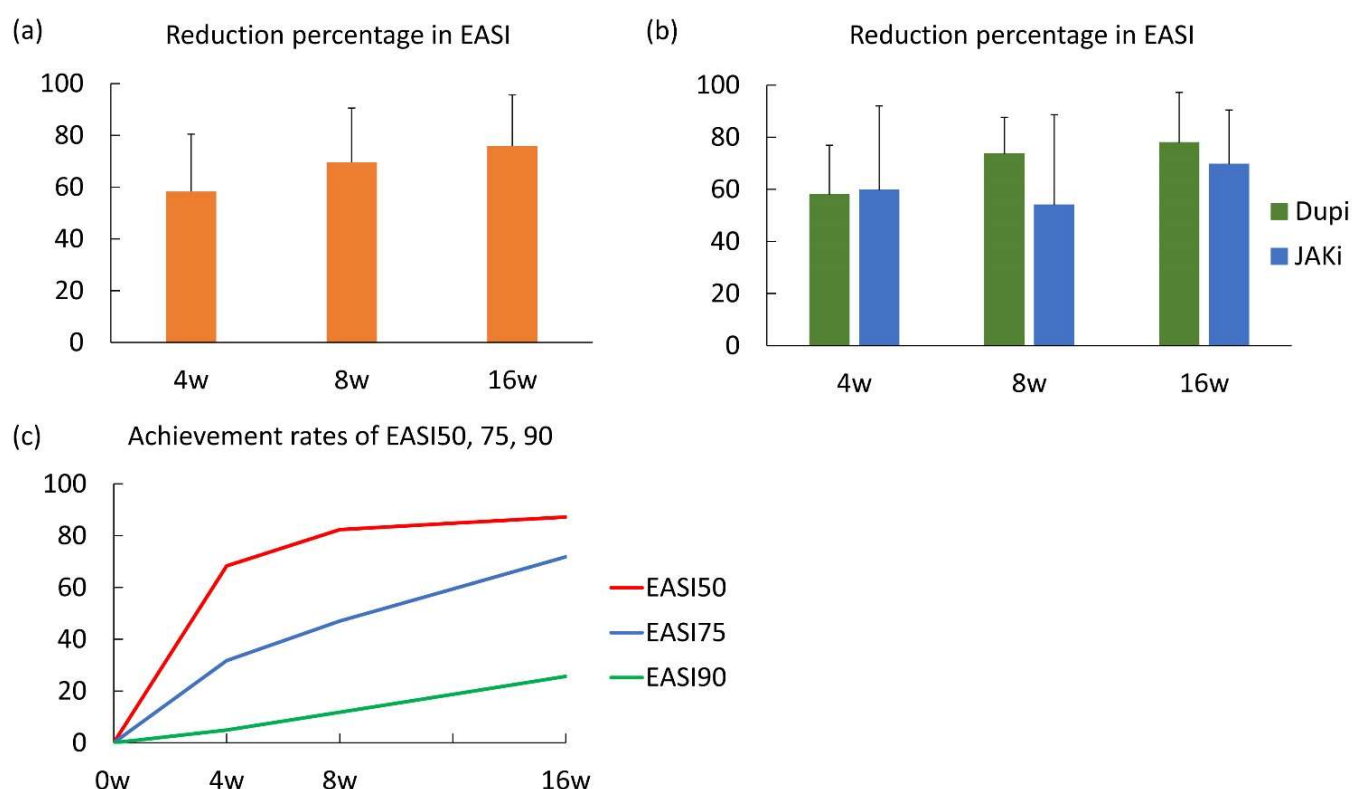 (a) Reduction percentage in EASI
100
80
60
40
20
0
4w 8w 16w
(b) Reduction percentage in EASI
100
80
60
40
20
0
4w 8w 16w
Dupi
JAKi
(c) Achievement rates of EASI50, 75, 90
100
80
60
40
20
0
0w 4w 8w 16w
EASI50
EASI75
EASI90